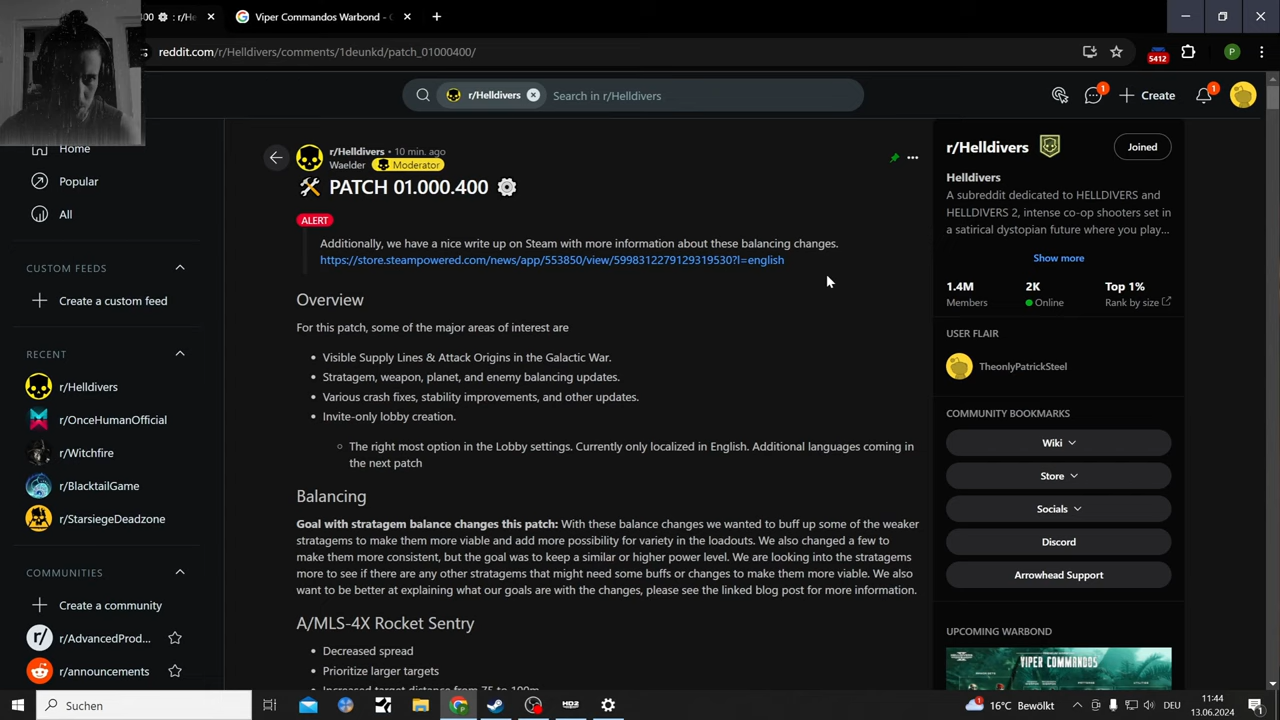 400 : r/He
Viper Commandos Warbond -
reddit.com/r/Helldivers/comments/1deunkd/patch_01000400/
5412
P
r/Helldivers
Search in r/Helldivers
1
Create
1
Home
Popular
All
CUSTOM FEEDS
Create a custom feed
RECENT
r/Helldivers
r/OnceHumanOfficial
r/Witchfire
r/BlacktailGame
r/StarsiegeDeadzone
COMMUNITIES
Create a community
r/AdvancedProd...
r/announcements
r/Helldivers • 10 min. ago
Waelder Moderator
PATCH 01.000.400
ALERT
Additionally, we have a nice write up on Steam with more information about these balancing changes.
https://store.steampowered.com/news/app/553850/view/5998312279129319530?l=english
Overview
For this patch, some of the major areas of interest are
• Visible Supply Lines & Attack Origins in the Galactic War.
• Stratagem, weapon, planet, and enemy balancing updates.
• Various crash fixes, stability improvements, and other updates.
• Invite-only lobby creation.
The right most option in the Lobby settings. Currently only localized in English. Additional languages coming in
the next patch
Balancing
Goal with stratagem balance changes this patch: With these balance changes we wanted to buff up some of the weaker
stratagems to make them more viable and add more possibility for variety in the loadouts. We also changed a few to
make them more consistent, but the goal was to keep a similar or higher power level. We are looking into the stratagems
more to see if there are any other stratagems that might need some buffs or changes to make them more viable. We also
want to be better at explaining what our goals are with the changes, please see the linked blog post for more information.
A/MLS-4X Rocket Sentry
• Decreased spread
• Prioritize larger targets
• Increased target distance from 75 to 100m
r/Helldivers
Joined
Helldivers
A subreddit dedicated to HELLDIVERS and
HELLDIVERS 2, intense co-op shooters set in
a satirical dystopian future where you play...
Show more
1.4M 2K Top 1%
Members Online Rank by size
USER FLAIR
TheonlyPatrickSteel
COMMUNITY BOOKMARKS
Wiki
Store
Socials
Discord
Arrowhead Support
UPCOMING WARBOND
VIPER COMMANDOS
Suchen
HD2
16°C Bewölkt
DEU
11:44
13.06.2024